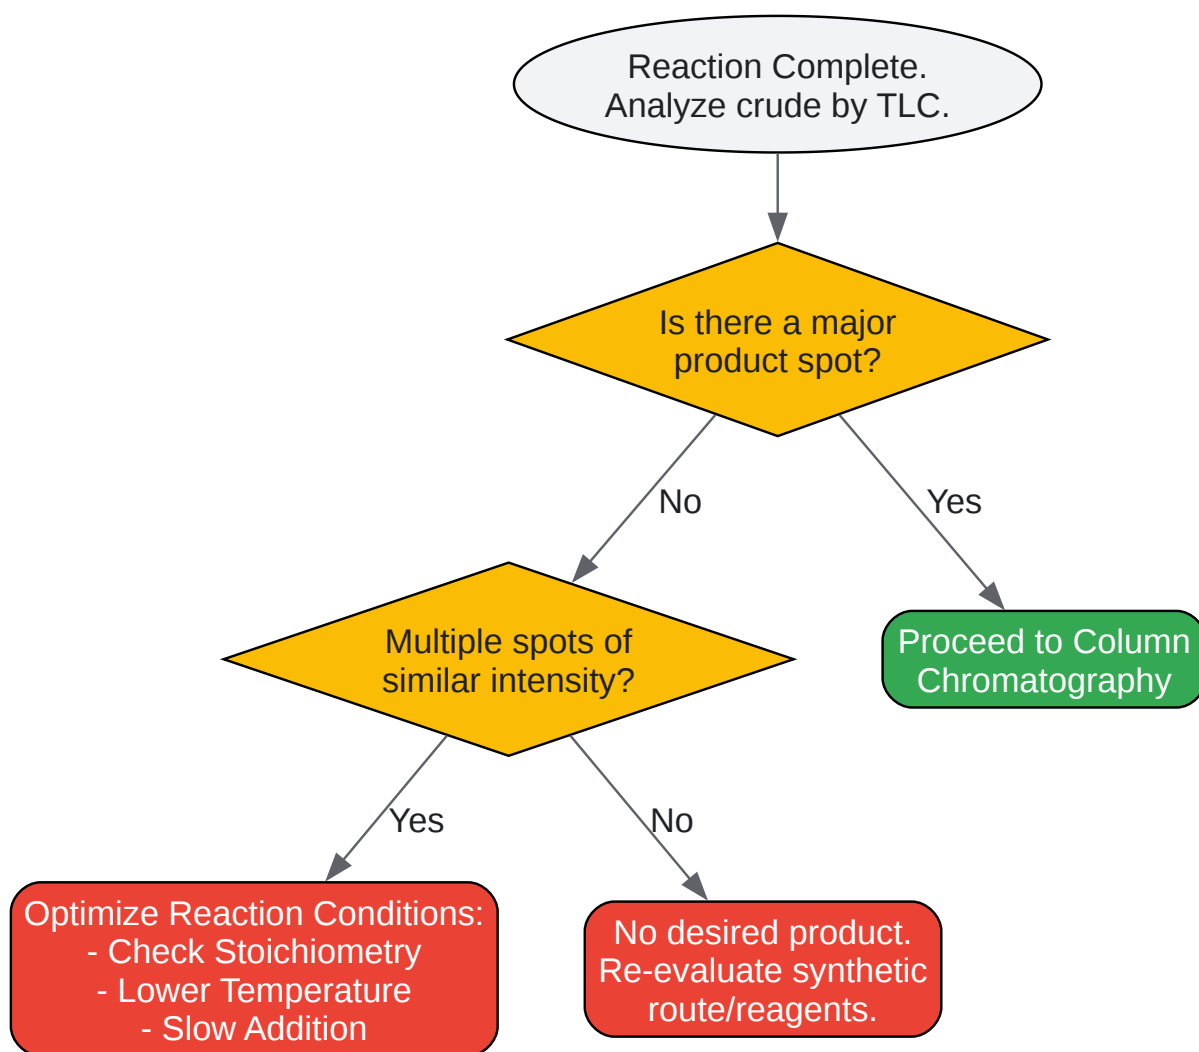 Reaction Complete.
Analyze crude by TLC.
Is there a major
product spot?
No
Yes
Multiple spots of
similar intensity?
Proceed to Column
Chromatography
Yes
No
Optimize Reaction Conditions:
- Check Stoichiometry
- Lower Temperature
- Slow Addition
No desired product.
Re-evaluate synthetic
route/reagents.